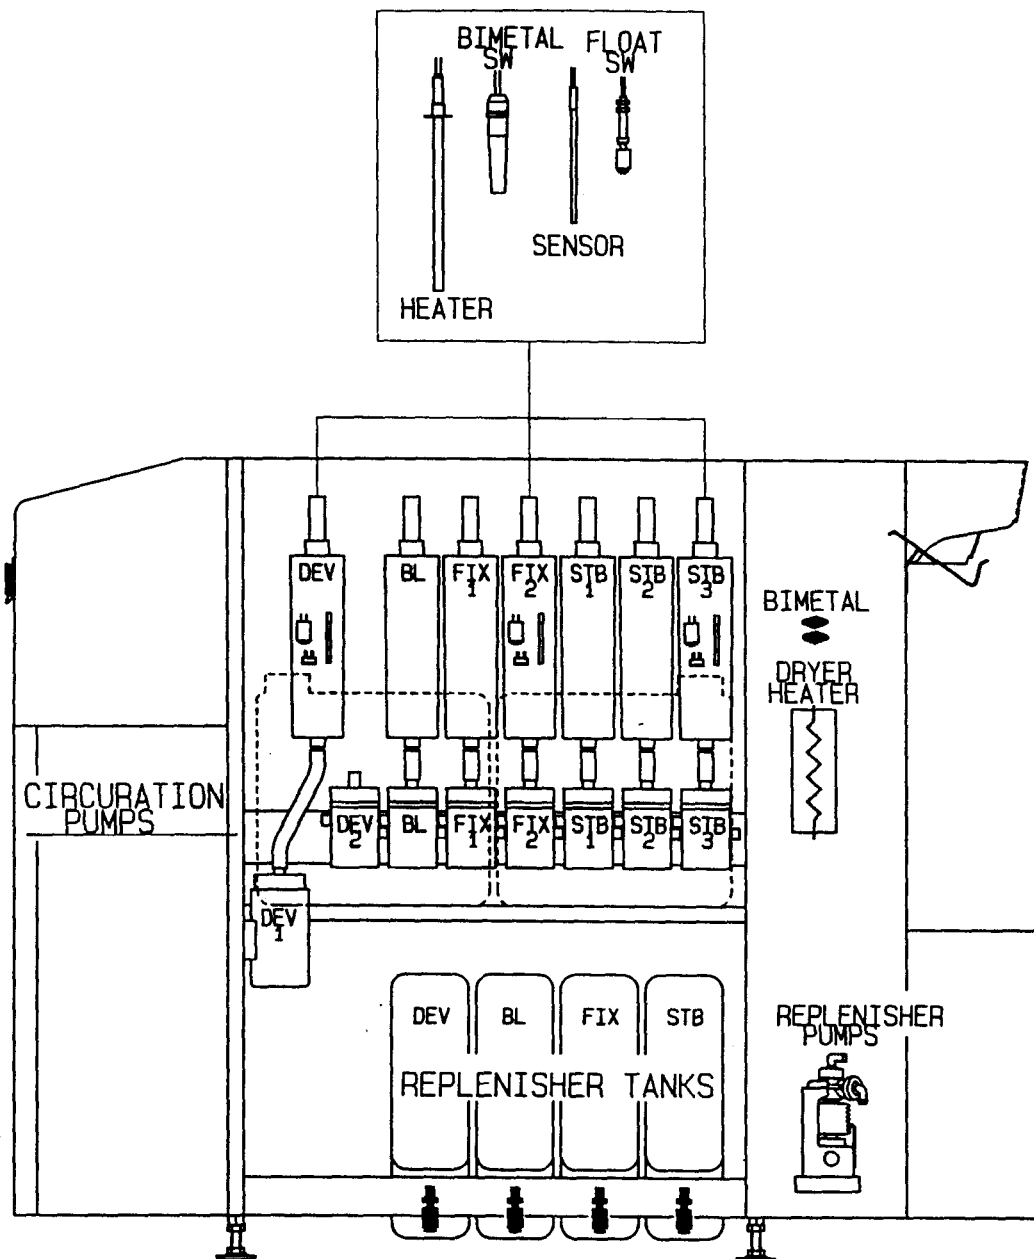 BIMETAL
SW
FLOAT
SW
SENSOR
HEATER
DEV
BL
FIX
1
FIX
2
STB
1
STB
2
STB
3
BIMETAL
DRYER
HEATER
CIRCURATION
PUMPS
DEV
2
BL
FIX
1
FIX
2
STB
1
STB
2
STB
3
DEV
1
DEV
BL
FIX
STB
REPLENISHER TANKS
REPLENISHER
PUMPS